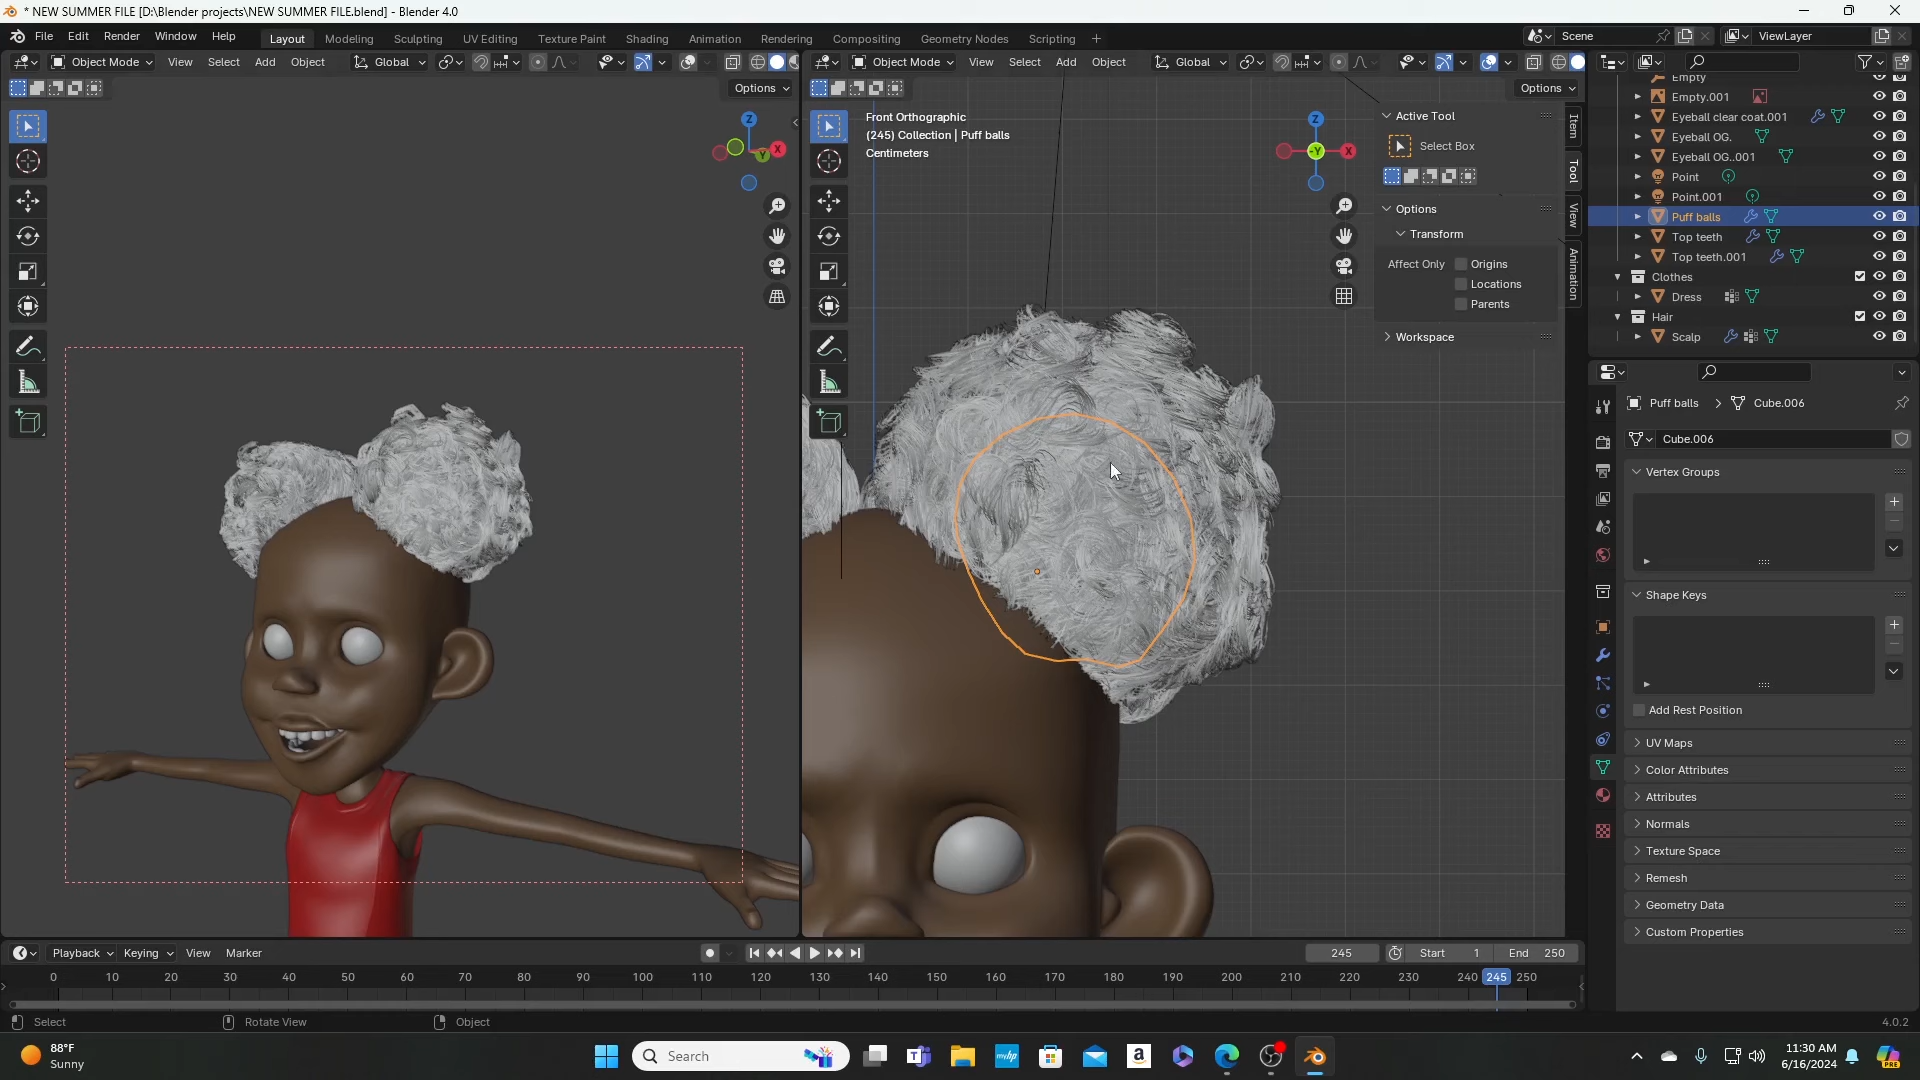 * NEW SUMMER FILE [D:\Blender projects\NEW SUMMER FILE.blend] - Blender 4.0
File Edit Render Window Help Layout Modeling Sculpting UV Editing Texture Paint Shading Animation Rendering Compositing Geometry Nodes Scripting + Scene ViewLayer
Object Mode View Select Add Object Global Object Mode View Select Add Object Global
Options Options
Front Orthographic
(245) Collection | Puff balls
Centimeters
Z
X
Y
Z
X
-Y
Active Tool
Select Box
Options
Transform
Affect Only Origins
Locations
Parents
Workspace
Item
Tool
View
Animation
Empty
Empty.001
Eyeball clear coat.001
Eyeball OG.
Eyeball OG..001
Point
Point.001
Puff balls
Top teeth
Top teeth.001
Clothes
Dress
Hair
Scalp
Puff balls > Cube.006
Cube.006
Vertex Groups
Shape Keys
Add Rest Position
UV Maps
Color Attributes
Attributes
Normals
Texture Space
Remesh
Geometry Data
Custom Properties
Playback Keying View Marker 245 Start 1 End 250
0 10 20 30 40 50 60 70 80 90 100 110 120 130 140 150 160 170 180 190 200 210 220 230 240 245 250
Select Rotate View Object 4.0.2
88°F
Sunny
Search
11:30 AM
6/16/2024